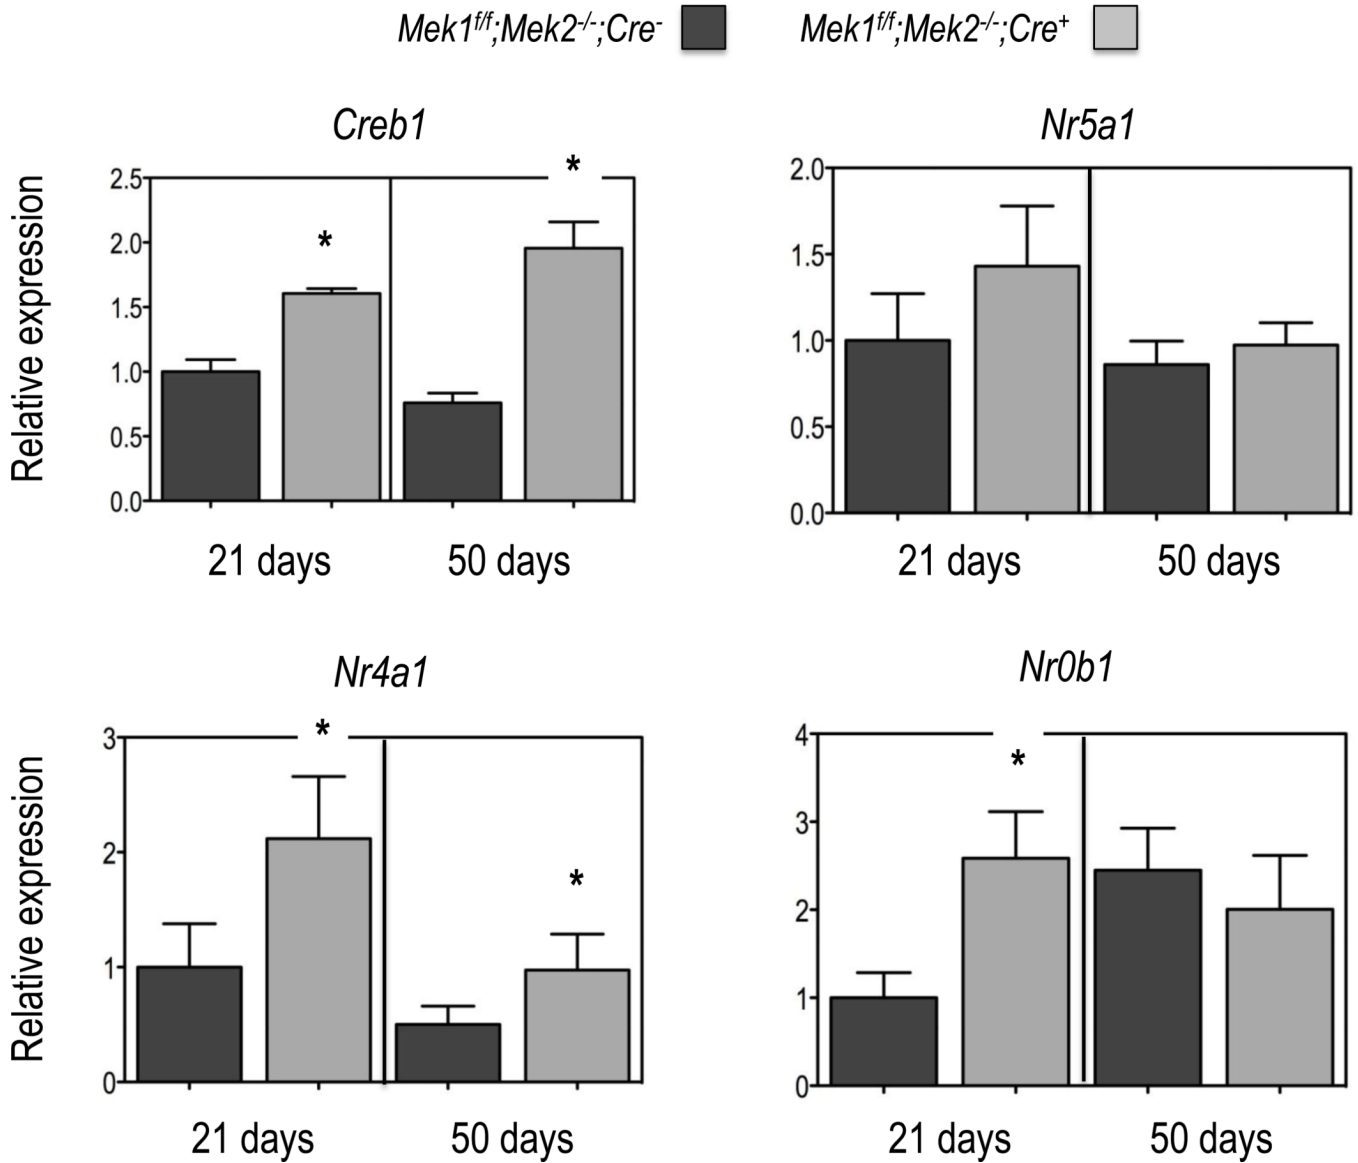 Mek1f/f;Mek2-/-;Cre- Mek1f/f;Mek2-/-;Cre+
Creb1
Relative expression
2.5
2.0
1.5
1.0
0.5
0.0
*
*
21 days 50 days
Nr5a1
2.0
1.5
1.0
0.5
0.0
21 days 50 days
Nr4a1
Relative expression
3
2
1
0
*
*
21 days 50 days
Nr0b1
4
3
2
1
0
*
21 days 50 days